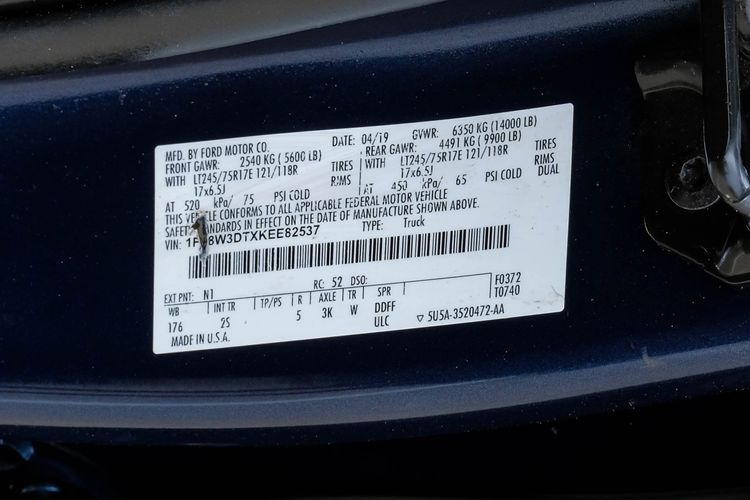 MFD. BY FORD MOTOR CO. DATE: 04/19 GVWR: 6350 KG (14000 LB)
FRONT GAWR: 2540 KG (5600 LB) REAR GAWR: 4491 KG (9900 LB)
WITH LT245/75R17E 121/118R TIRES WITH LT245/75R17E 121/118R TIRES
17x6.5J RIMS 17x6.5J RIMS
AT 520 kPa/ 75 PSI COLD AT 450 kPa/ 65 PSI COLD DUAL
THIS VEHICLE CONFORMS TO ALL APPLICABLE FEDERAL MOTOR VEHICLE
SAFETY STANDARDS IN EFFECT ON THE DATE OF MANUFACTURE SHOWN ABOVE.
VIN: TYPE: Truck
EXT PNT: N1 RC: 52 DSO:
WB INT TR TP/PS R AXLE TR SPR F0372
176 2S 5 3K W DDFF T0740
ULC
MADE IN U.S.A. ▽ 5U5A-3520472-AA